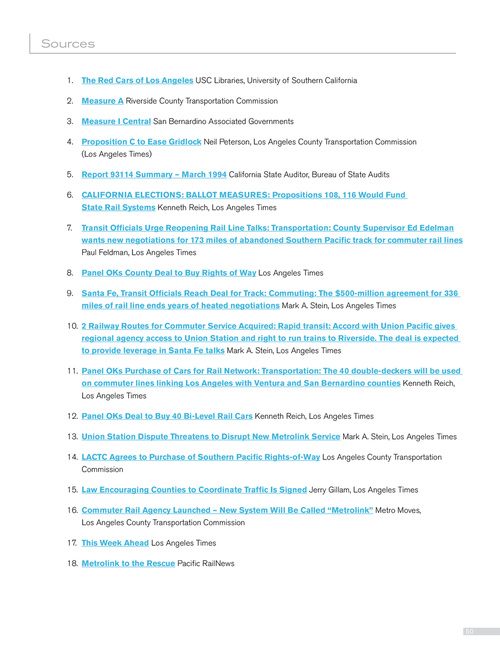 Sources
1. The Red Cars of Los Angeles USC Libraries, University of Southern California
2. Measure A Riverside County Transportation Commission
3. Measure I Central San Bernardino Associated Governments
4. Proposition C to Ease Gridlock Neil Peterson, Los Angeles County Transportation Commission
(Los Angeles Times)
5. Report 93114 Summary – March 1994 California State Auditor, Bureau of State Audits
6. CALIFORNIA ELECTIONS: BALLOT MEASURES: Propositions 108, 116 Would Fund
State Rail Systems Kenneth Reich, Los Angeles Times
7. Transit Officials Urge Reopening Rail Line Talks: Transportation: County Supervisor Ed Edelman
wants new negotiations for 173 miles of abandoned Southern Pacific track for commuter rail lines
Paul Feldman, Los Angeles Times
8. Panel OKs County Deal to Buy Rights of Way Los Angeles Times
9. Santa Fe, Transit Officials Reach Deal for Track: Commuting: The $500-million agreement for 336
miles of rail line ends years of heated negotiations Mark A. Stein, Los Angeles Times
10. 2 Railway Routes for Commuter Service Acquired: Rapid transit: Accord with Union Pacific gives
regional agency access to Union Station and right to run trains to Riverside. The deal is expected
to provide leverage in Santa Fe talks Mark A. Stein, Los Angeles Times
11. Panel OKs Purchase of Cars for Rail Network: Transportation: The 40 double-deckers will be used
on commuter lines linking Los Angeles with Ventura and San Bernardino counties Kenneth Reich,
Los Angeles Times
12. Panel OKs Deal to Buy 40 Bi-Level Rail Cars Kenneth Reich, Los Angeles Times
13. Union Station Dispute Threatens to Disrupt New Metrolink Service Mark A. Stein, Los Angeles Times
14. LACTC Agrees to Purchase of Southern Pacific Rights-of-Way Los Angeles County Transportation
Commission
15. Law Encouraging Counties to Coordinate Traffic Is Signed Jerry Gillam, Los Angeles Times
16. Commuter Rail Agency Launched – New System Will Be Called “Metrolink” Metro Moves,
Los Angeles County Transportation Commission
17. This Week Ahead Los Angeles Times
18. Metrolink to the Rescue Pacific RailNews